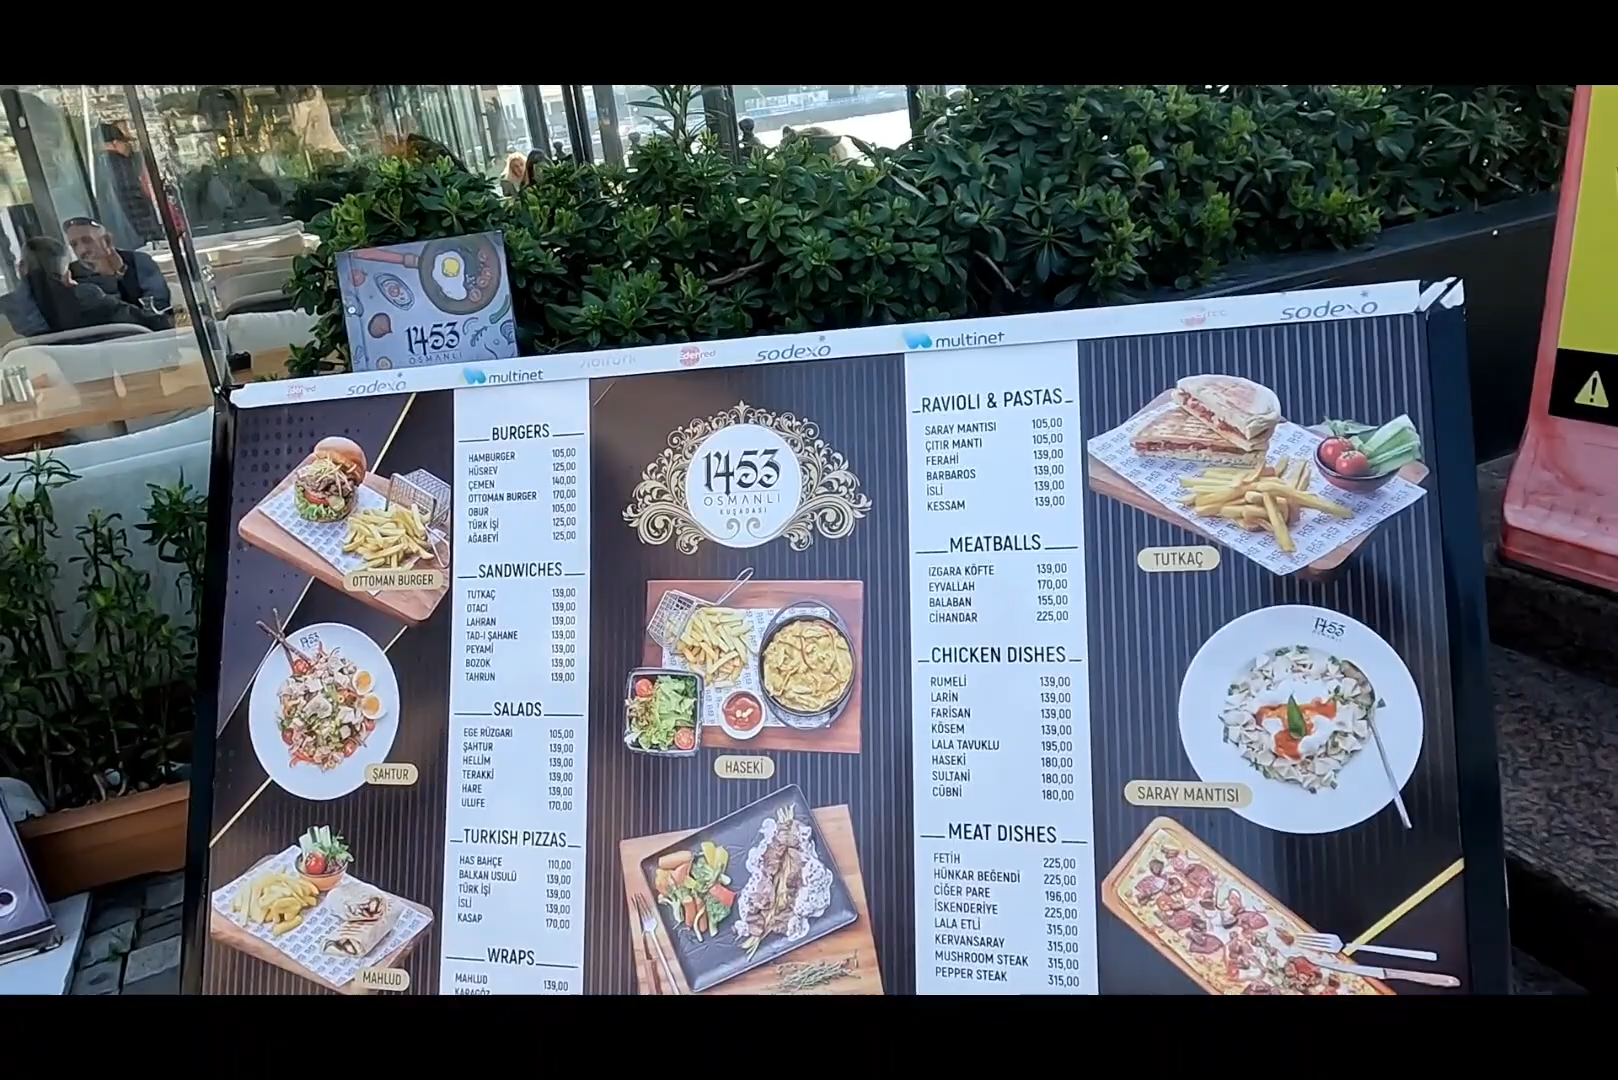 1453
OSMANLI
Edenred
sodexo
multinet
Edenred
sodexo
multinet
sodexo
BURGERS
HAMBURGER 105,00
HÜSREV 125,00
ÇEMEN 140,00
OTTOMAN BURGER 170,00
OBUR 105,00
TÜRK İŞİ 125,00
AĞABEYİ 125,00
SANDWICHES
TUTKAÇ 139,00
OTACI 139,00
LAHRAN 139,00
TAD-I ŞAHANE 139,00
PEYAMİ 139,00
BOZOK 139,00
TAHRUN 139,00
SALADS
EGE RÜZGARI 105,00
ŞAHTUR 139,00
HELLİM 139,00
TERAKKİ 139,00
HARE 139,00
ULUFE 170,00
TURKISH PIZZAS
HAS BAHÇE 110,00
BALKAN USULÜ 139,00
TÜRK İŞİ 139,00
İSLİ 139,00
KASAP 170,00
WRAPS
MAHLUD 139,00
KARAGÖZ
OTTOMAN BURGER
1453
ŞAHTUR
MAHLUD
1453
OSMANLI
KUŞADASI
HASEKİ
RAVIOLI & PASTAS
SARAY MANTISI 105,00
ÇITIR MANTI 105,00
FERAHİ 139,00
BARBAROS 139,00
İSLİ 139,00
KESSAM 139,00
MEATBALLS
IZGARA KÖFTE 139,00
EYVALLAH 170,00
BALABAN 155,00
CİHANDAR 225,00
CHICKEN DISHES
RUMELİ 139,00
LARİN 139,00
FARİSAN 139,00
KÖSEM 139,00
LALA TAVUKLU 195,00
HASEKİ 180,00
SULTANİ 180,00
CÜBNİ 180,00
MEAT DISHES
FETİH 225,00
HÜNKAR BEĞENDİ 225,00
CİĞER PARE 196,00
İSKENDERİYE 225,00
LALA ETLİ 315,00
KERVANSARAY 315,00
MUSHROOM STEAK 315,00
PEPPER STEAK 315,00
TUTKAÇ
1453
OSMANLI
SARAY MANTISI